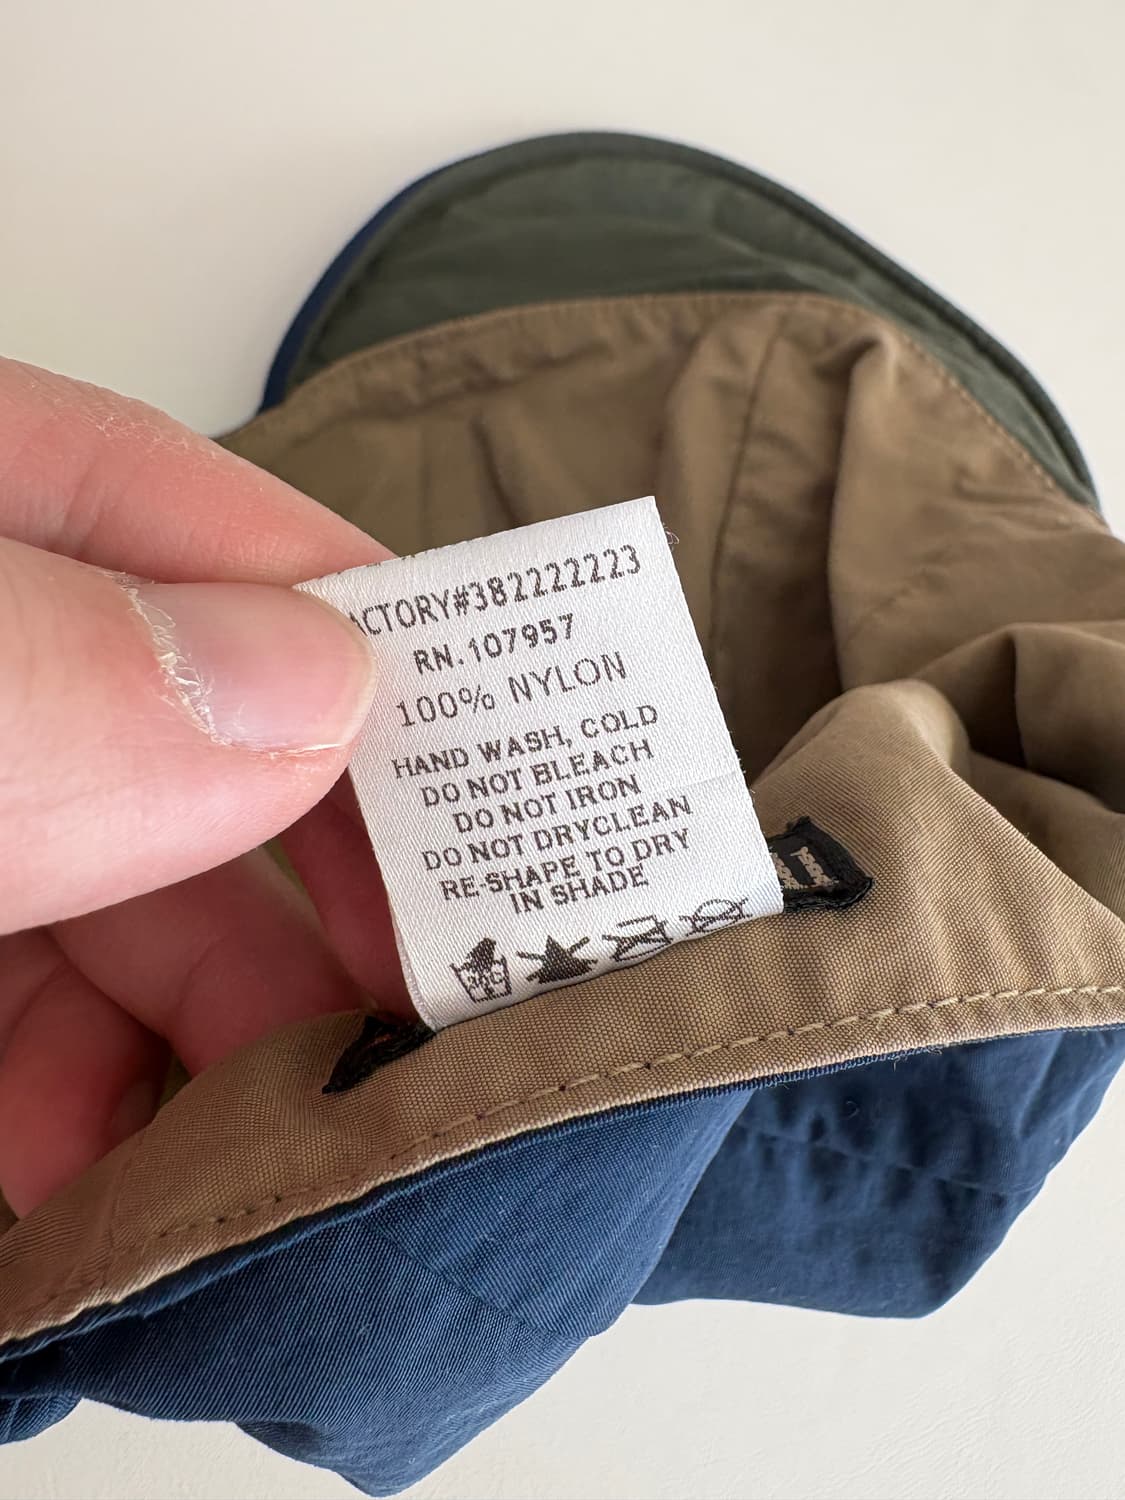 ACTORY#382222223
RN.107957
100% NYLON
HAND WASH, COLD
DO NOT BLEACH
DO NOT IRON
DO NOT DRYCLEAN
RE-SHAPE TO DRY
IN SHADE